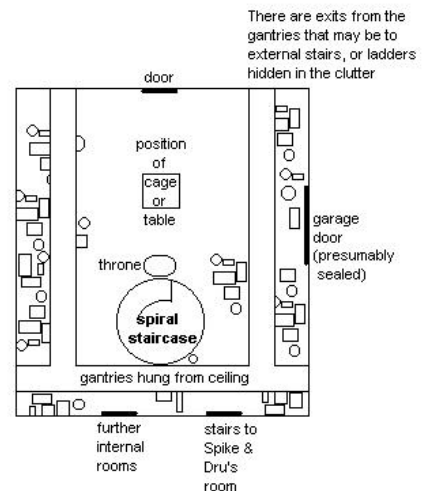 There are exits from the
gantries that may be to
external stairs, or ladders
hidden in the clutter
door
position
of
cage
or
table
garage
door
(presumably
sealed)
throne
spiral
staircase
gantries hung from ceiling
further
internal
rooms
stairs to
Spike &
Dru's
room